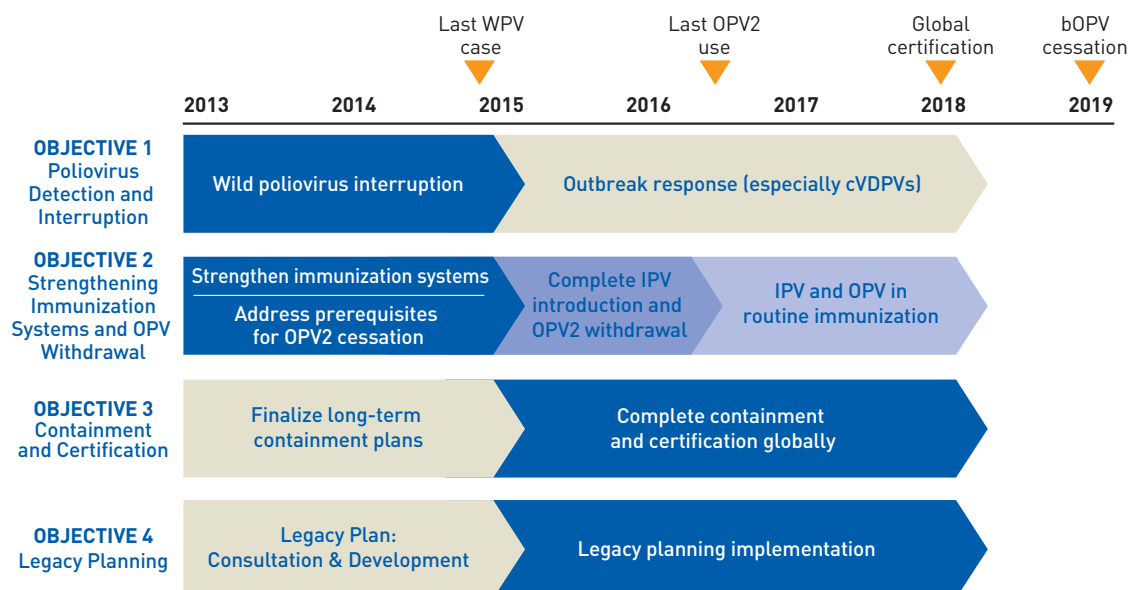 Last WPV
case
Last OPV2
use
Global
certification
bOPV
cessation
2013 2014 2015 2016 2017 2018 2019
OBJECTIVE 1
Poliovirus
Detection and
Interruption
Wild poliovirus interruption
Outbreak response (especially cVDPVs)
OBJECTIVE 2
Strengthening
Immunization
Systems and OPV
Withdrawal
Strengthen immunization systems
Address prerequisites
for OPV2 cessation
Complete IPV
introduction and
OPV2 withdrawal
IPV and OPV in
routine immunization
OBJECTIVE 3
Containment
and Certification
Finalize long-term
containment plans
Complete containment
and certification globally
OBJECTIVE 4
Legacy Planning
Legacy Plan:
Consultation & Development
Legacy planning implementation